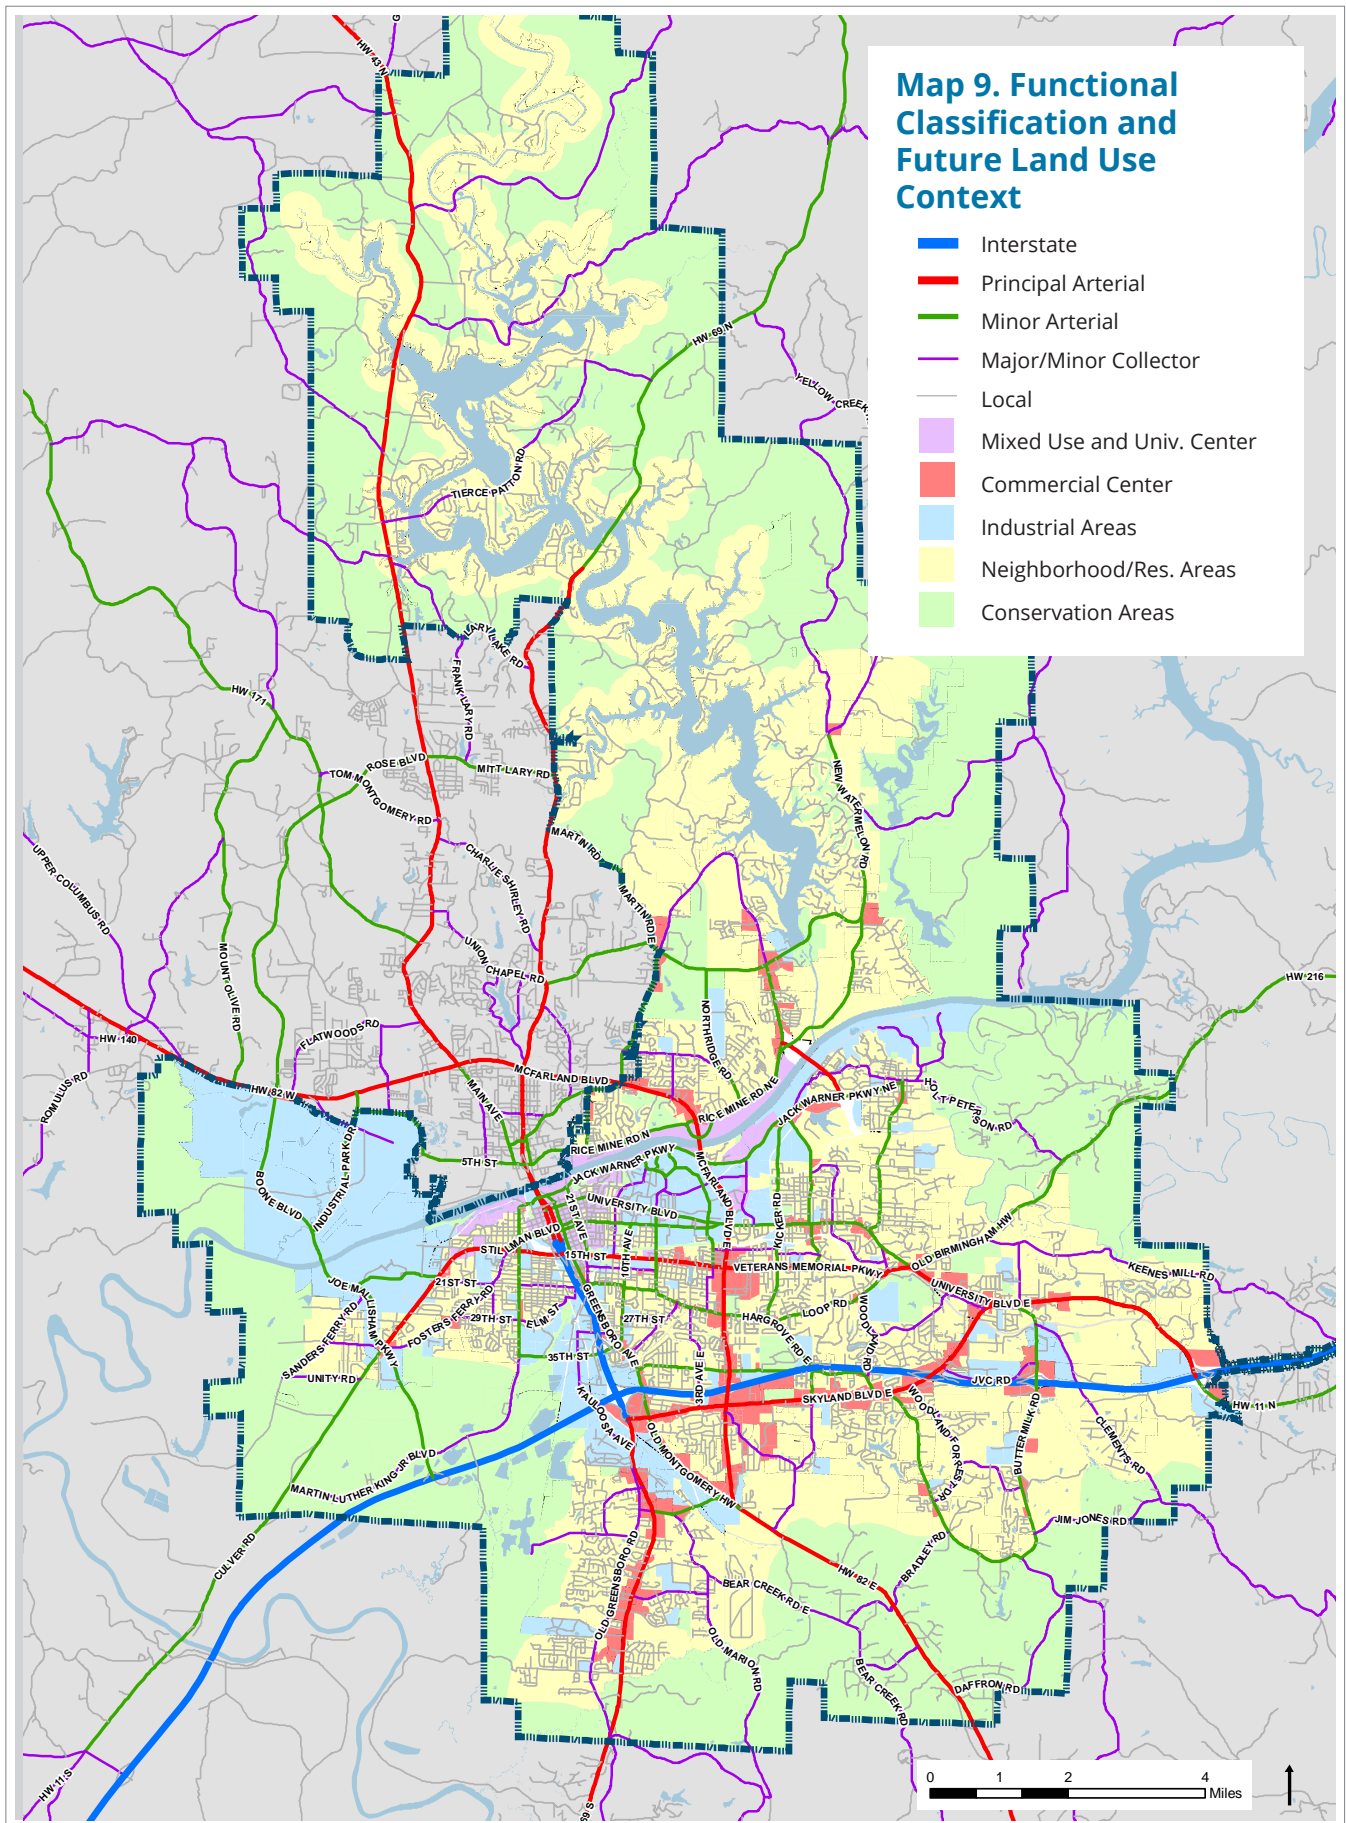 Map 9. Functional
Classification and
Future Land Use
Context
Interstate
Principal Arterial
Minor Arterial
Major/Minor Collector
Local
Mixed Use and Univ. Center
Commercial Center
Industrial Areas
Neighborhood/Res. Areas
Conservation Areas
HW 43 N
HW 69 N
YELLOW CREEK
TIERCE PATTON RD
LARY LAKE RD
FRANK LARY RD
HW 171
ROSE BLVD
MITT LARY RD
TOM MONTGOMERY RD
NEW WATERMELON RD
MARTIN RD
CHARLIE SHIRLEY RD
UPPER COLUMBUS RD
MARTIN RD E
UNION CHAPEL RD
MOUNT OLIVE RD
HW 216
NORTHRIDGE RD
FLATWOODS RD
HW 140
MCFARLAND BLVD
ROMULUS RD
HW 82 W
MAIN AVE
RICE MINE RD NE
JACK WARNER PKWY NE
HOLT PETERSON RD
INDUSTRIAL PARK DR
RICE MINE RD N
5TH ST
JACK WARNER PKWY
MCFARLAND BLVD E
BOONE BLVD
21ST AVE
UNIVERSITY BLVD
KICKER RD
STILLMAN BLVD
15TH ST
10TH AVE
VETERANS MEMORIAL PKWY
OLD BIRMINGHAM HW
KEENES MILL RD
JOE MALLISHAM PKWY
21ST ST
UNIVERSITY BLVD E
SANDERS FERRY RD
FOSTERS FERRY RD
29TH ST
ELM ST
GREENSBORO AVE
27TH ST
HARGROVE RD E
LOOP RD
WOODLAND RD
35TH ST
UNITY RD
3RD AVE E
JVC RD
KAULOOSA AVE
SKYLAND BLVD E
HW 11 N
WOODLAND FORREST DR
BUTTERMILK RD
CLEMENTS RD
OLD MONTGOMERY HW
MARTIN LUTHER KING JR BLVD
JIM JONES RD
CULVER RD
OLD GREENSBORO RD
BRADLEY RD
HW 82 E
BEAR CREEK RD E
OLD MARION RD
BEAR CREEK RD
DAFFRON RD
HW 11 S
69 S
0 1 2 4
Miles